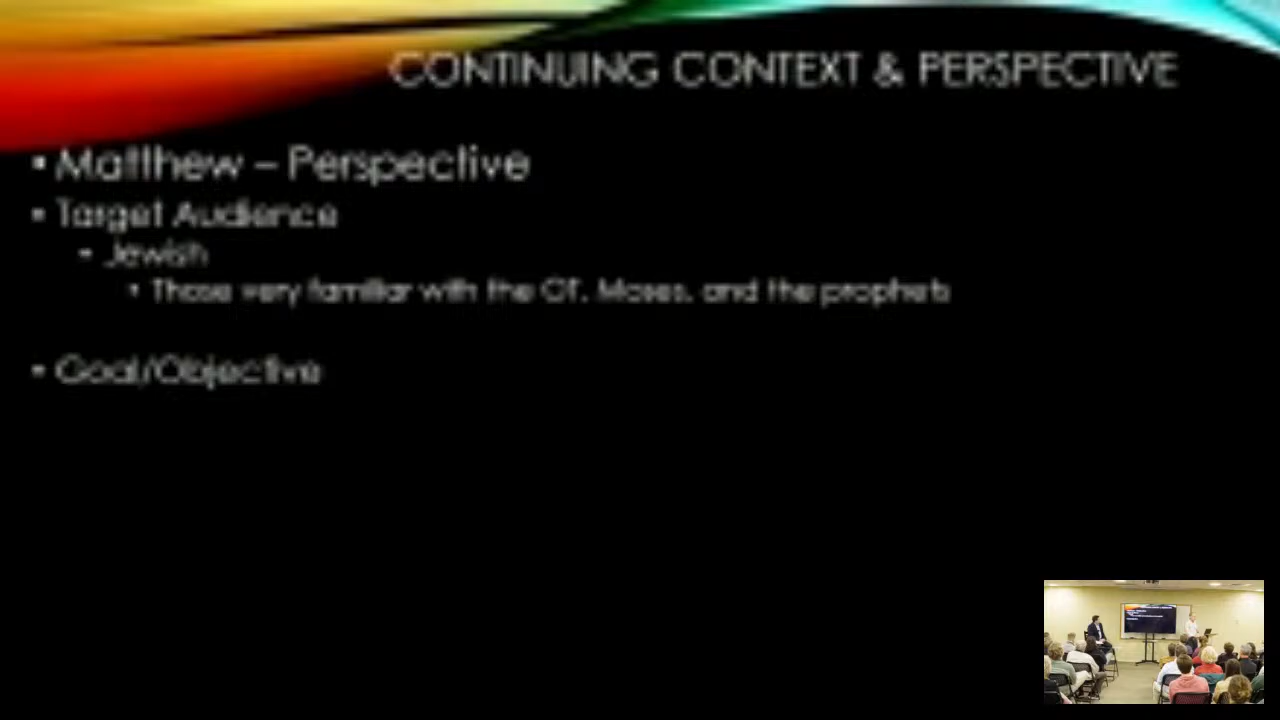 CONTINUING CONTEXT & PERSPECTIVE
• Matthew – Perspective
• Target Audience
• Jewish
• Those very familiar with the OT, Moses, and the prophets
• Goal/Objective